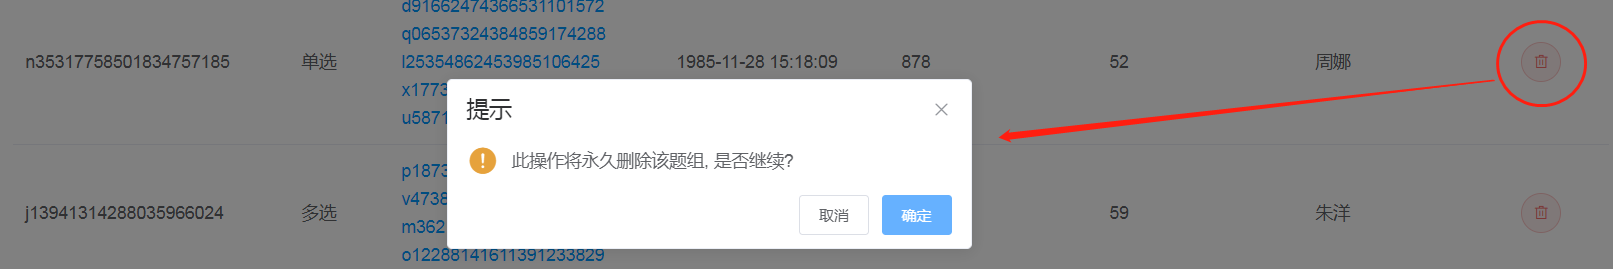 d91662474366531101572
q06537324384859174288
n35317758501834757185 单选 l25354862453985106425 1985-11-28 15:18:09 878 52 周娜
x1773
u5871
提示
此操作将永久删除该题组, 是否继续?
取消 确定
p1873
v4738
j13941314288035966024 多选 59 朱洋
m362
o12288141611391233829